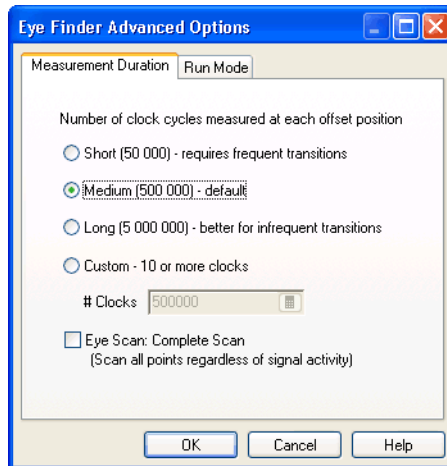 Eye Finder Advanced Options
Measurement Duration Run Mode
Number of clock cycles measured at each offset position
Short (50 000) - requires frequent transitions
Medium (500 000) - default
Long (5 000 000) - better for infrequent transitions
Custom - 10 or more clocks
# Clocks 500000
Eye Scan: Complete Scan
(Scan all points regardless of signal activity)
OK Cancel Help